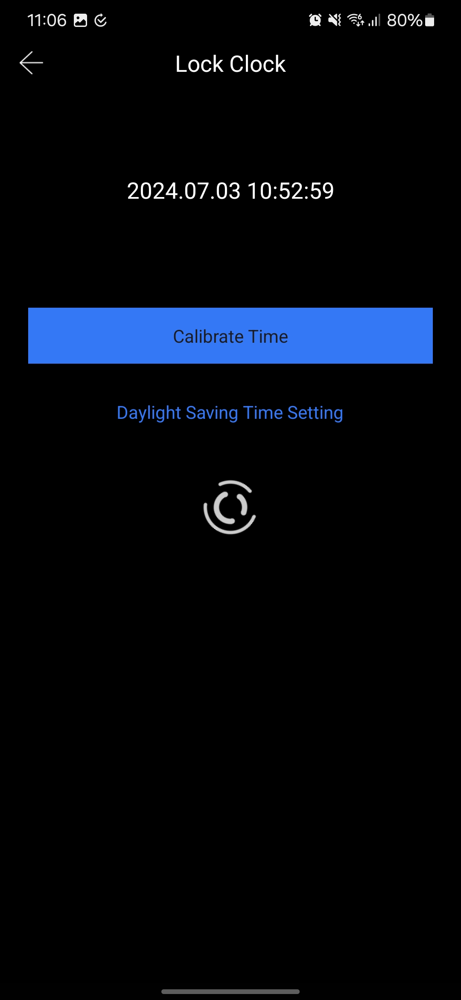 11:06 80%
Lock Clock
2024.07.03 10:52:59
Calibrate Time
Daylight Saving Time Setting